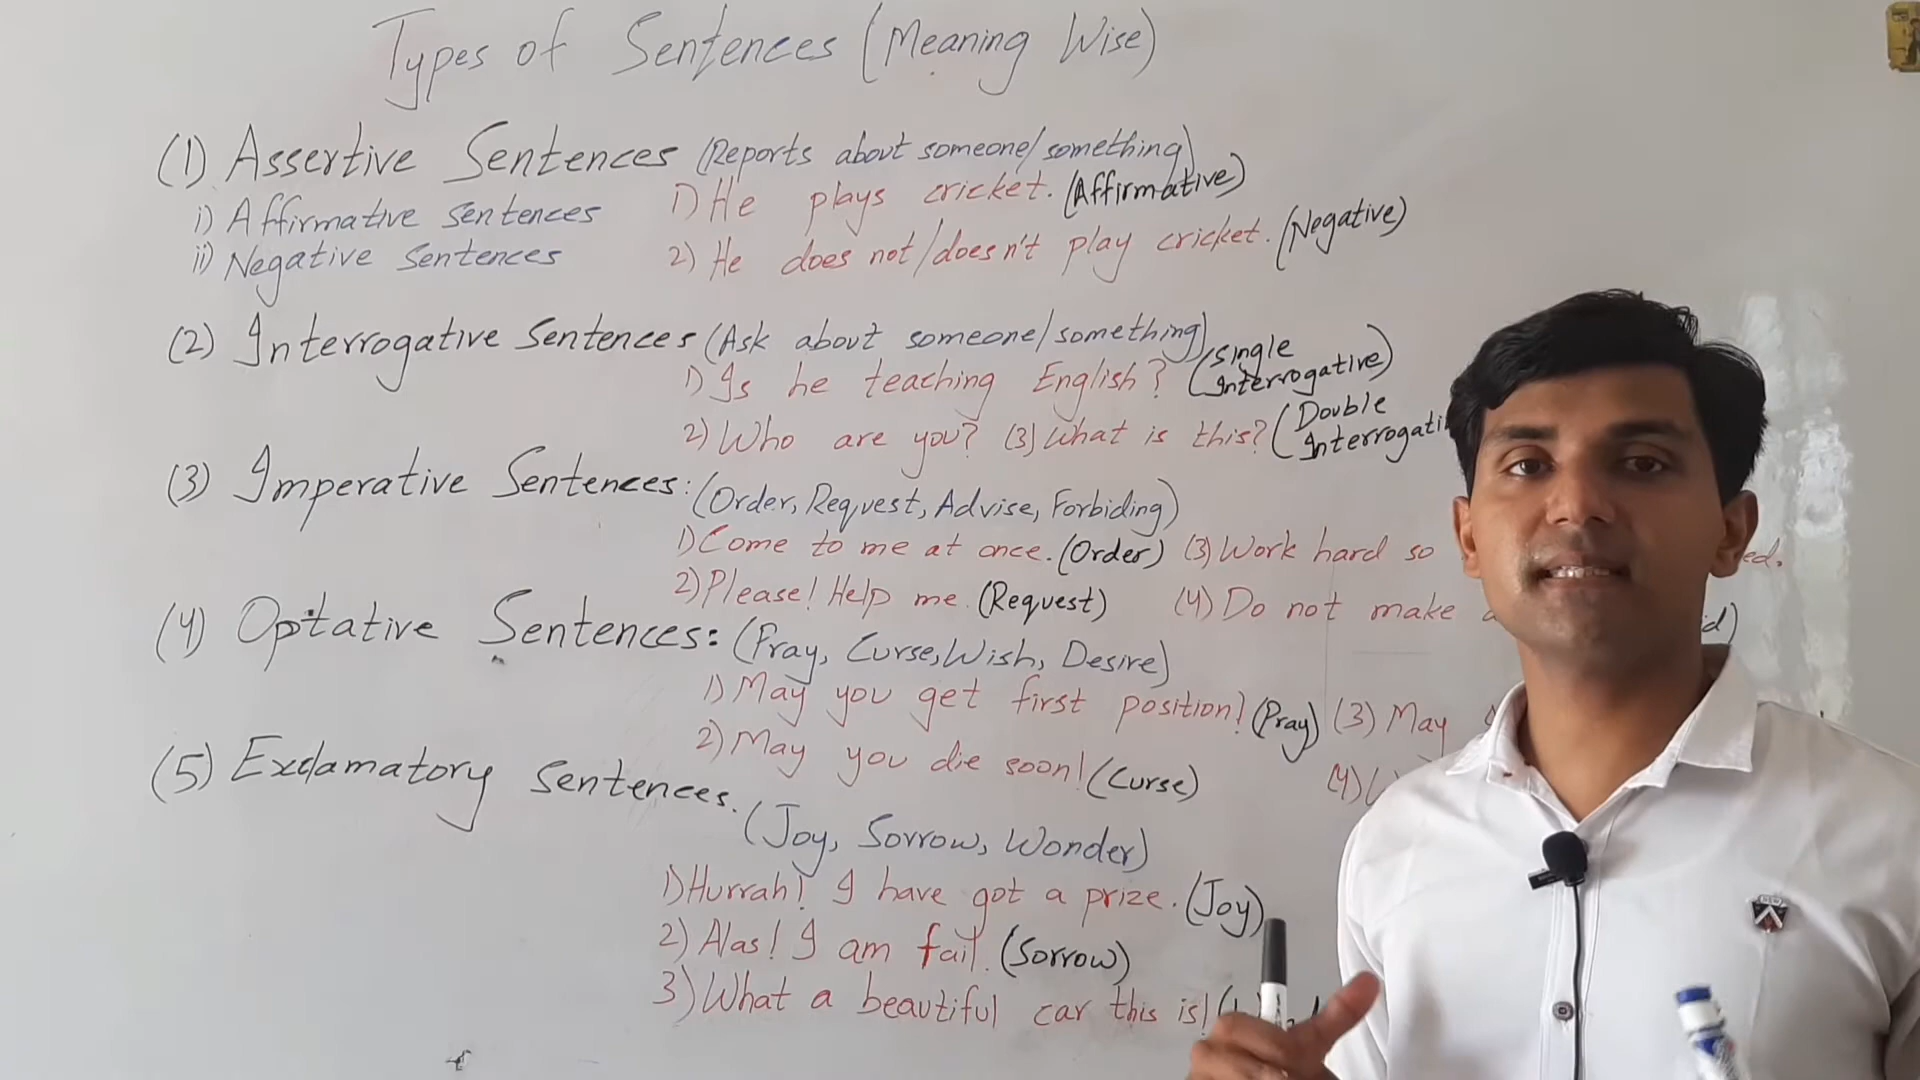 Types of Sentences (Meaning Wise)
(1) Assertive Sentences (Reports about someone/something)
i) Affirmative sentences 1) He plays cricket. (Affirmative)
ii) Negative sentences 2) He does not/doesn't play cricket. (Negative)
(2) Interrogative Sentences (Ask about someone/something)
1) Is he teaching English? (Single Interrogative)
2) Who are you? (3) What is this? (Double
(3) Imperative Sentences: (Order, Request, Advise, Forbiding)
1) Come to me at once. (Order) (3) Work hard so
2) Please! Help me. (Request) (4) Do not make
(4) Optative Sentences: (Pray, Curse, Wish, Desire)
1) May you get first position! (Pray) (3) May
2) May you die soon! (Curse) (4)
(5) Exclamatory sentences.
(Joy, Sorrow, Wonder)
1) Hurrah! I have got a prize. (Joy)
2) Alas! I am fail. (Sorrow)
3) What a beautiful car this is!